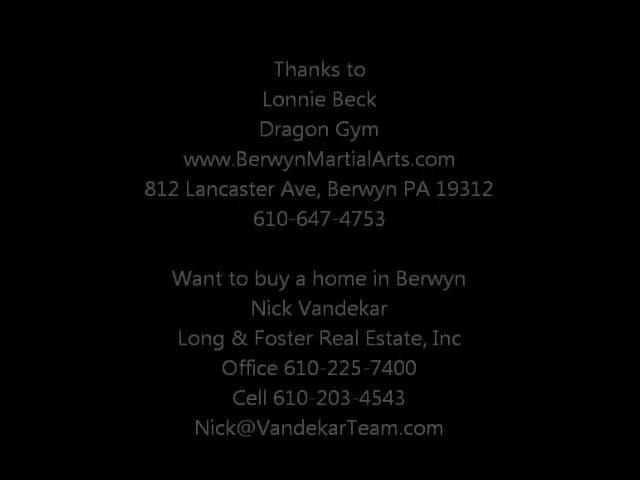 Thanks to
Lonnie Beck
Dragon Gym
www.BerwynMartialArts.com
812 Lancaster Ave, Berwyn PA 19312
610-647-4753
Want to buy a home in Berwyn
Nick Vandekar
Long & Foster Real Estate, Inc
Office 610-225-7400
Cell 610-203-4543
Nick@VandekarTeam.com